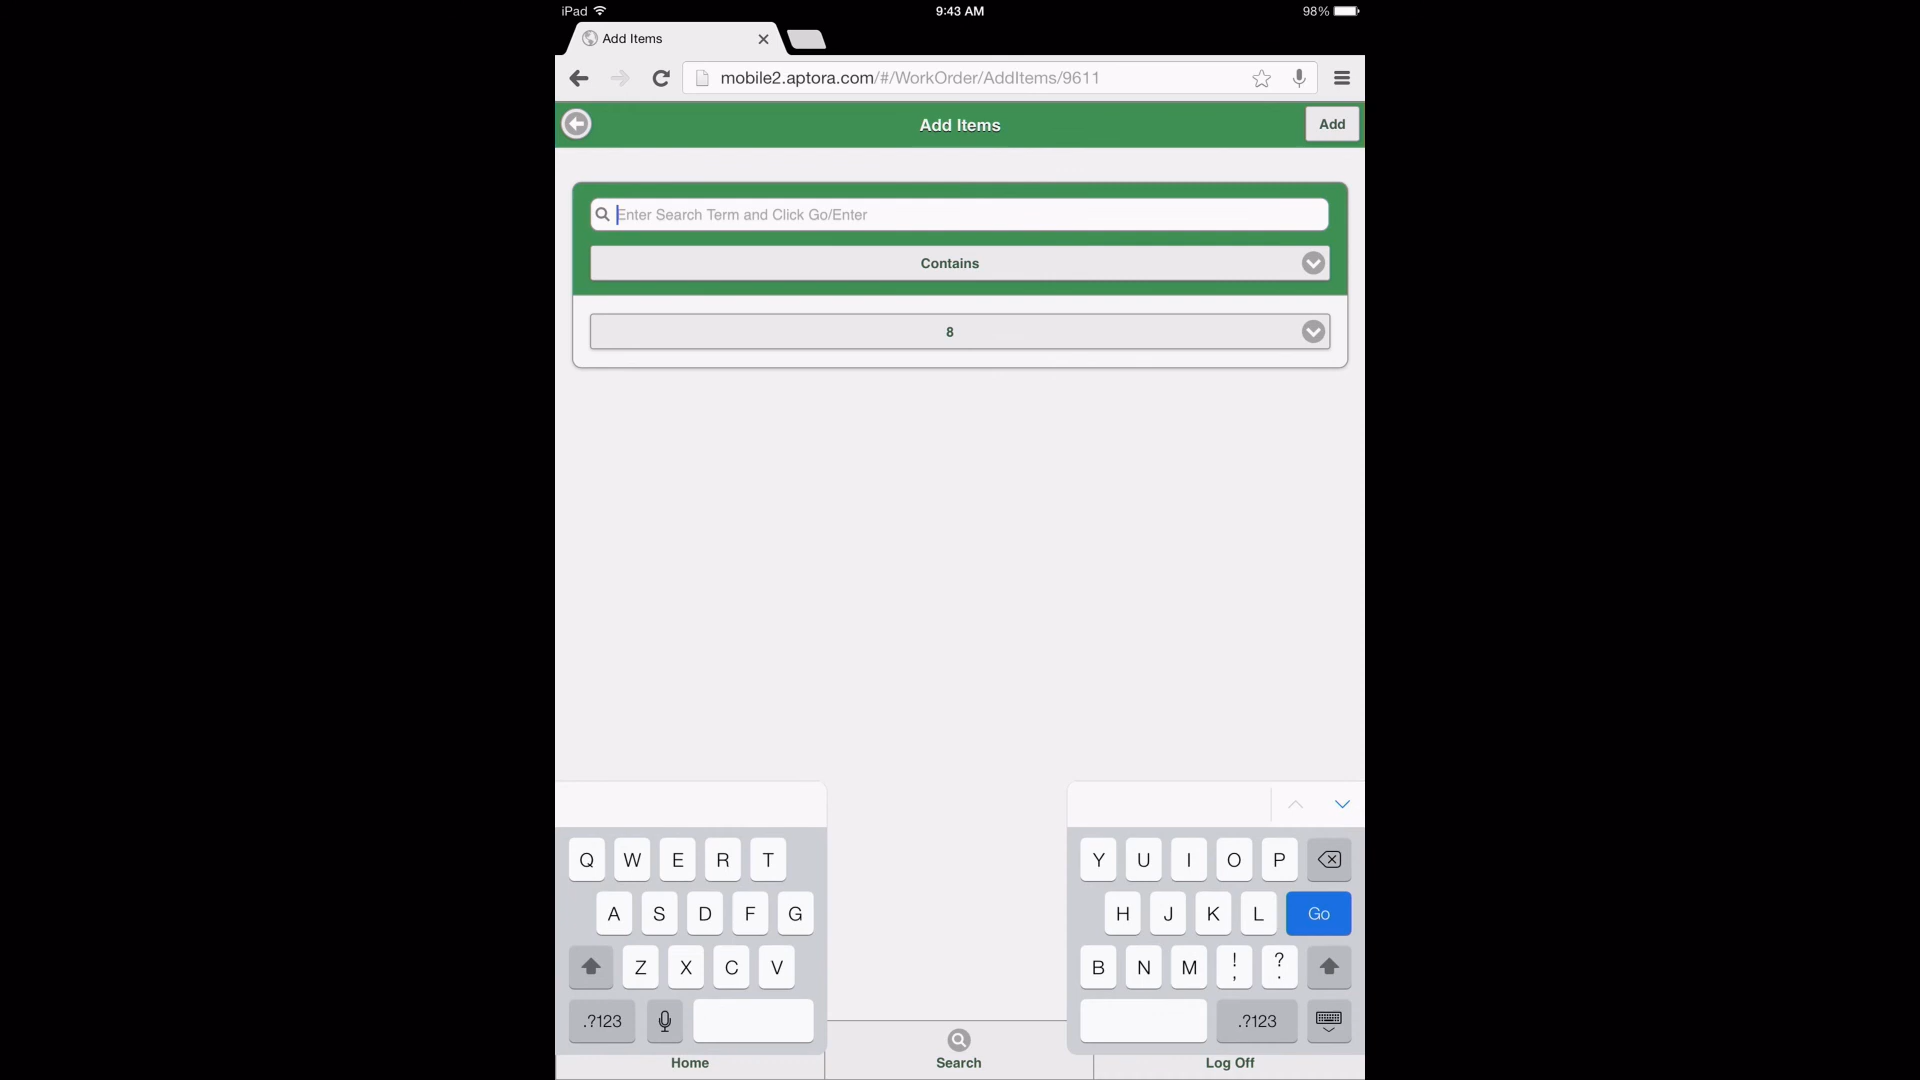 iPad 9:43 AM 98%
Add Items
mobile2.aptora.com/#/WorkOrder/AddItems/9611
Add Items Add
Enter Search Term and Click Go/Enter
Contains
8
Q W E R T Y U I O P
A S D F G H J K L Go
Z X C V B N M ! , ? .
.?123 .?123
Home Search Log Off